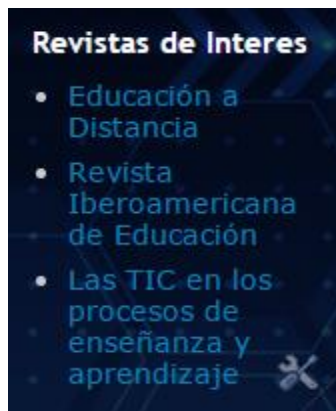 Revistas de Interes
Educación a
Distancia
Revista
Iberoamericana
de Educación
Las TIC en los
procesos de
enseñanza y
aprendizaje